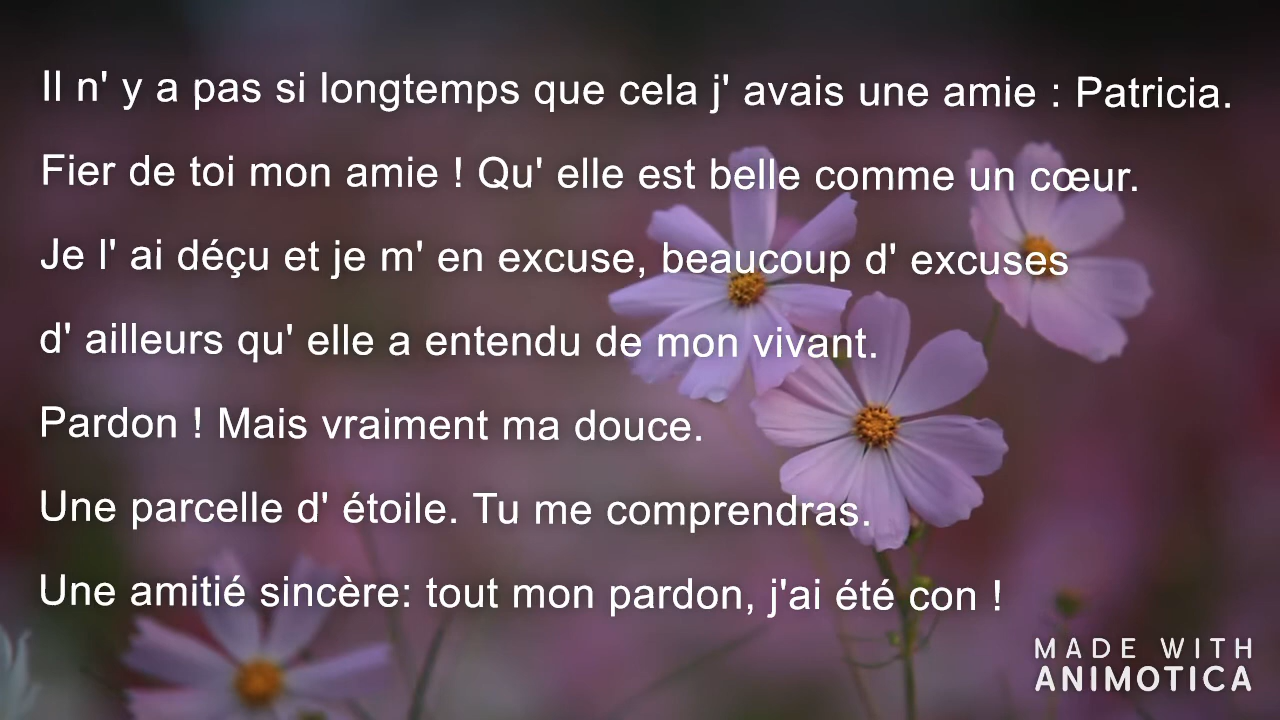 Il n' y a pas si longtemps que cela j' avais une amie : Patricia.
Fier de toi mon amie ! Qu' elle est belle comme un cœur.
Je l' ai déçu et je m' en excuse, beaucoup d' excuses
d' ailleurs qu' elle a entendu de mon vivant.
Pardon ! Mais vraiment ma douce.
Une parcelle d' étoile. Tu me comprendras.
Une amitié sincère: tout mon pardon, j'ai été con !
MADE WITH
ANIMOTICA